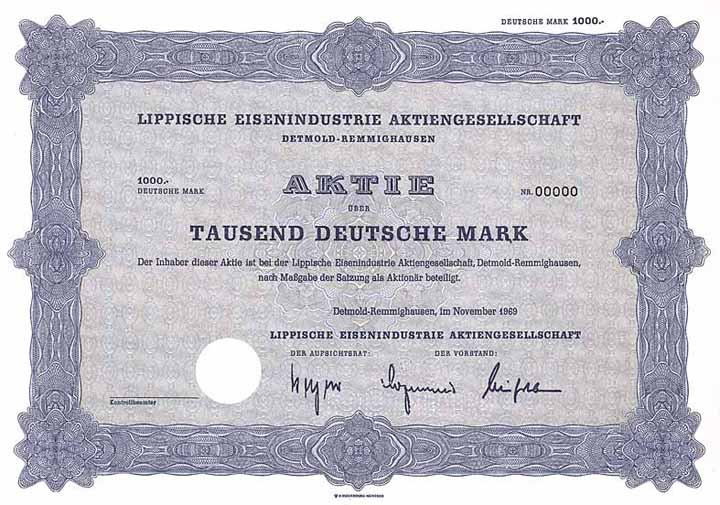 DEUTSCHE MARK 1000.-
LIPPISCHE EISENINDUSTRIE AKTIENGESELLSCHAFT
DETMOLD-REMMIGHAUSEN
1000.-
DEUTSCHE MARK
AKTIE
NR. 00000
ÜBER
TAUSEND DEUTSCHE MARK
Der Inhaber dieser Aktie ist bei der Lippische Eisenindustrie Aktiengesellschaft, Detmold-Remmighausen,
nach Maßgabe der Satzung als Aktionär beteiligt.
Detmold-Remmighausen, im November 1969
LIPPISCHE EISENINDUSTRIE AKTIENGESELLSCHAFT
DER AUFSICHTSRAT: DER VORSTAND:
Kontrollbeamter